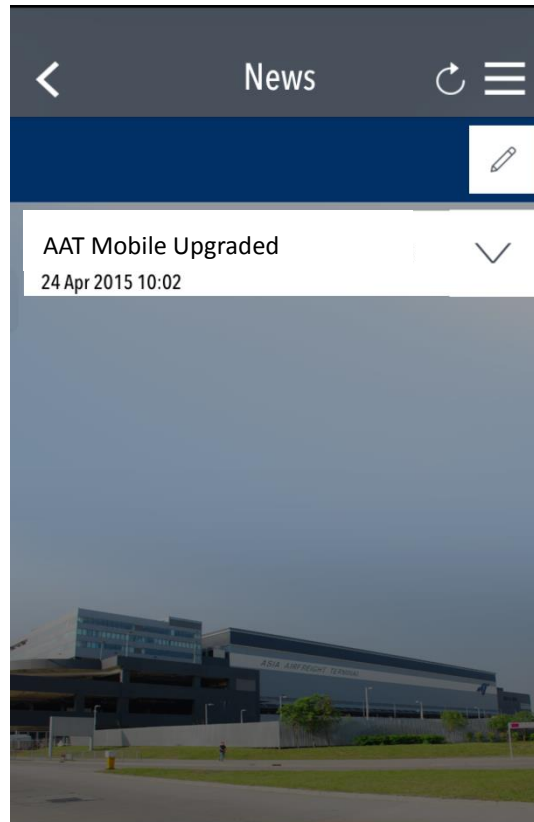 News
AAT Mobile Upgraded
24 Apr 2015 10:02
ASIA AIRFREIGHT TERMINAL